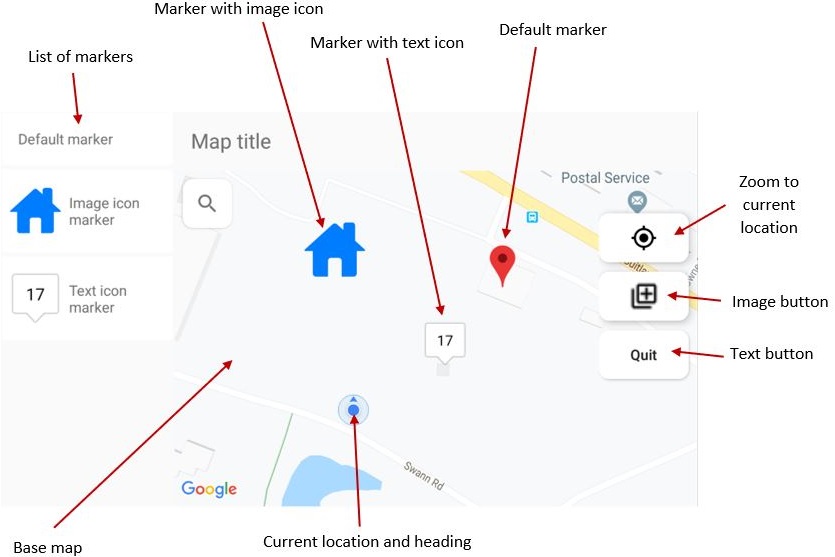 Marker with image icon
Marker with text icon
Default marker
List of markers
Default marker
Map title
Postal Service
Zoom to
current
location
Image icon
marker
17
Text icon
marker
17
Image button
Quit
Text button
Swann Rd
Google
Base map
Current location and heading